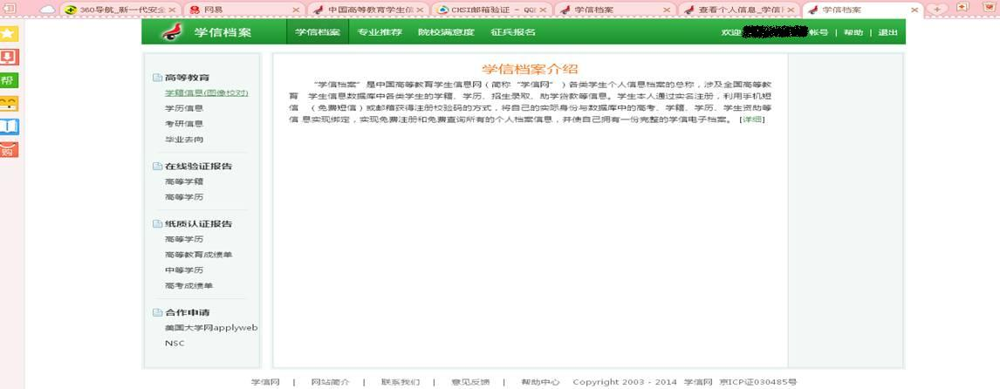 360导航_新一代安全
网易
中国高等教育学生信
CHSI邮箱验证 - QQ
学信档案
查看个人信息_学信
学信档案
学信档案
学信档案
专业推荐
院校满意度
征兵报名
欢迎
帐号 | 帮助 | 退出
帮
购
高等教育
学籍信息(图像校对)
学历信息
考研信息
毕业去向
在线验证报告
高等学籍
高等学历
纸质认证报告
高等学历
高等教育成绩单
中等学历
高考成绩单
合作申请
美国大学网applyweb
NSC
学信档案介绍
“学信档案”是中国高等教育学生信息网（简称“学信网”）各类学生个人信息档案的总称，涉及全国高等教
育 学生信息数据库中各类学生的学籍、学历、招生录取、助学贷款等信息。学生本人通过实名注册，利用手机短
信 （免费短信）或邮箱获得注册校验码的方式，将自己的实际身份与数据库中的高考、学籍、学历、学生资助等
信 息实现绑定，实现免费注册和免费查询所有的个人档案信息，并使自己拥有一份完整的学信电子档案。 [详细]
学信网 | 网站简介 | 联系我们 | 意见反馈 | 帮助中心 Copyright 2003 - 2014 学信网 京ICP证030485号